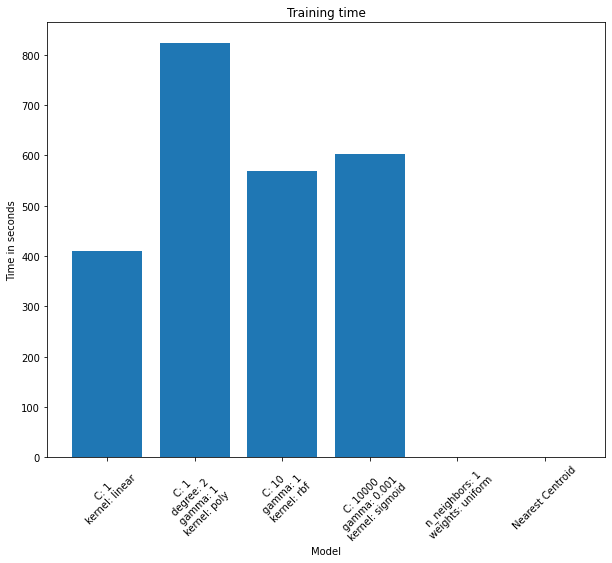 Training time
Time in seconds
800
700
600
500
400
300
200
100
0
C: 1
kernel: linear
C: 1
degree: 2
gamma: 1
kernel: poly
C: 10
gamma: 1
kernel: rbf
C: 10000
gamma: 0.001
kernel: sigmoid
n_neighbors: 1
weights: uniform
Nearest Centroid
Model